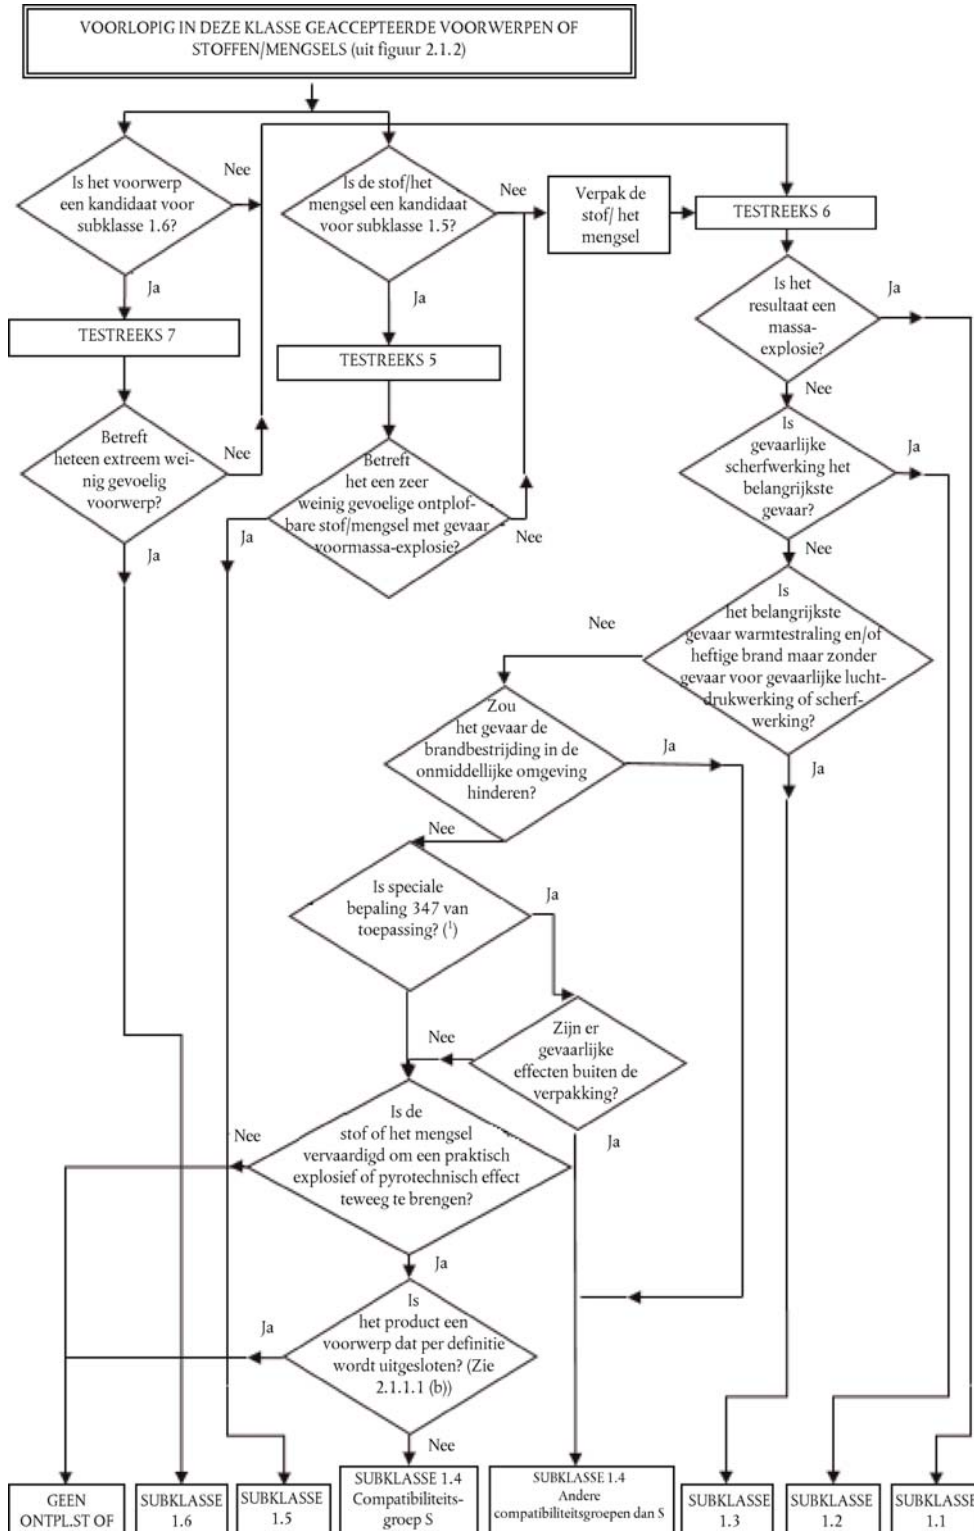 VOORLOPIG IN DEZE KLASSE GEACCEPTEERDE VOORWERPEN OF
STOFFEN/MENGSELS (uit figuur 2.1.2)
Is het voorwerp
een kandidaat voor
subklasse 1.6?
Nee
Ja
Is de stof/het
mengsel een kandidaat
voor subklasse 1.5?
Nee
Ja
Verpak de
stof/ het
mengsel
TESTREEKS 6
Is het
resultaat een
massa-
explosie?
Ja
Nee
TESTREEKS 7
TESTREEKS 5
Betreft
heteen extreem wei-
nig gevoelig
voorwerp?
Nee
Ja
Betreft
het een zeer
weinig gevoelige ontplof-
bare stof/mengsel met gevaar
voormassa-explosie?
Ja
Nee
Is
gevaarlijke
scherfwerking het
belangrijkste
gevaar?
Ja
Nee
Is
het belangrijkste
gevaar warmtestraling en/of
heftige brand maar zonder
gevaar voor gevaarlijke lucht-
drukwerking of scherf-
werking?
Nee
Ja
Zou
het gevaar de
brandbestrijding in de
onmiddellijke omgeving
hinderen?
Ja
Nee
Is speciale
bepaling 347 van
toepassing? (¹)
Ja
Zijn er
gevaarlijke
effecten buiten de
verpakking?
Nee
Ja
Is de
stof of het mengsel
vervaardigd om een praktisch
explosief of pyrotechnisch effect
teweeg te brengen?
Nee
Ja
Is
het product een
voorwerp dat per definitie
wordt uitgesloten? (Zie
2.1.1.1 (b))
Ja
Nee
GEEN
ONTPL.ST OF
SUBKLASSE
1.6
SUBKLASSE
1.5
SUBKLASSE 1.4
Compatibiliteits-
groep S
SUBKLASSE 1.4
Andere
compatibiliteitsgroepen dan S
SUBKLASSE
1.3
SUBKLASSE
1.2
SUBKLASSE
1.1